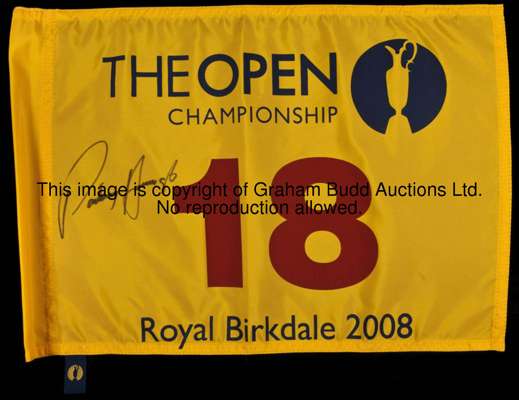 THE OPEN
CHAMPIONSHIP
This image is copyright of Graham Budd Auctions Ltd.
No reproduction allowed.
18
Royal Birkdale 2008